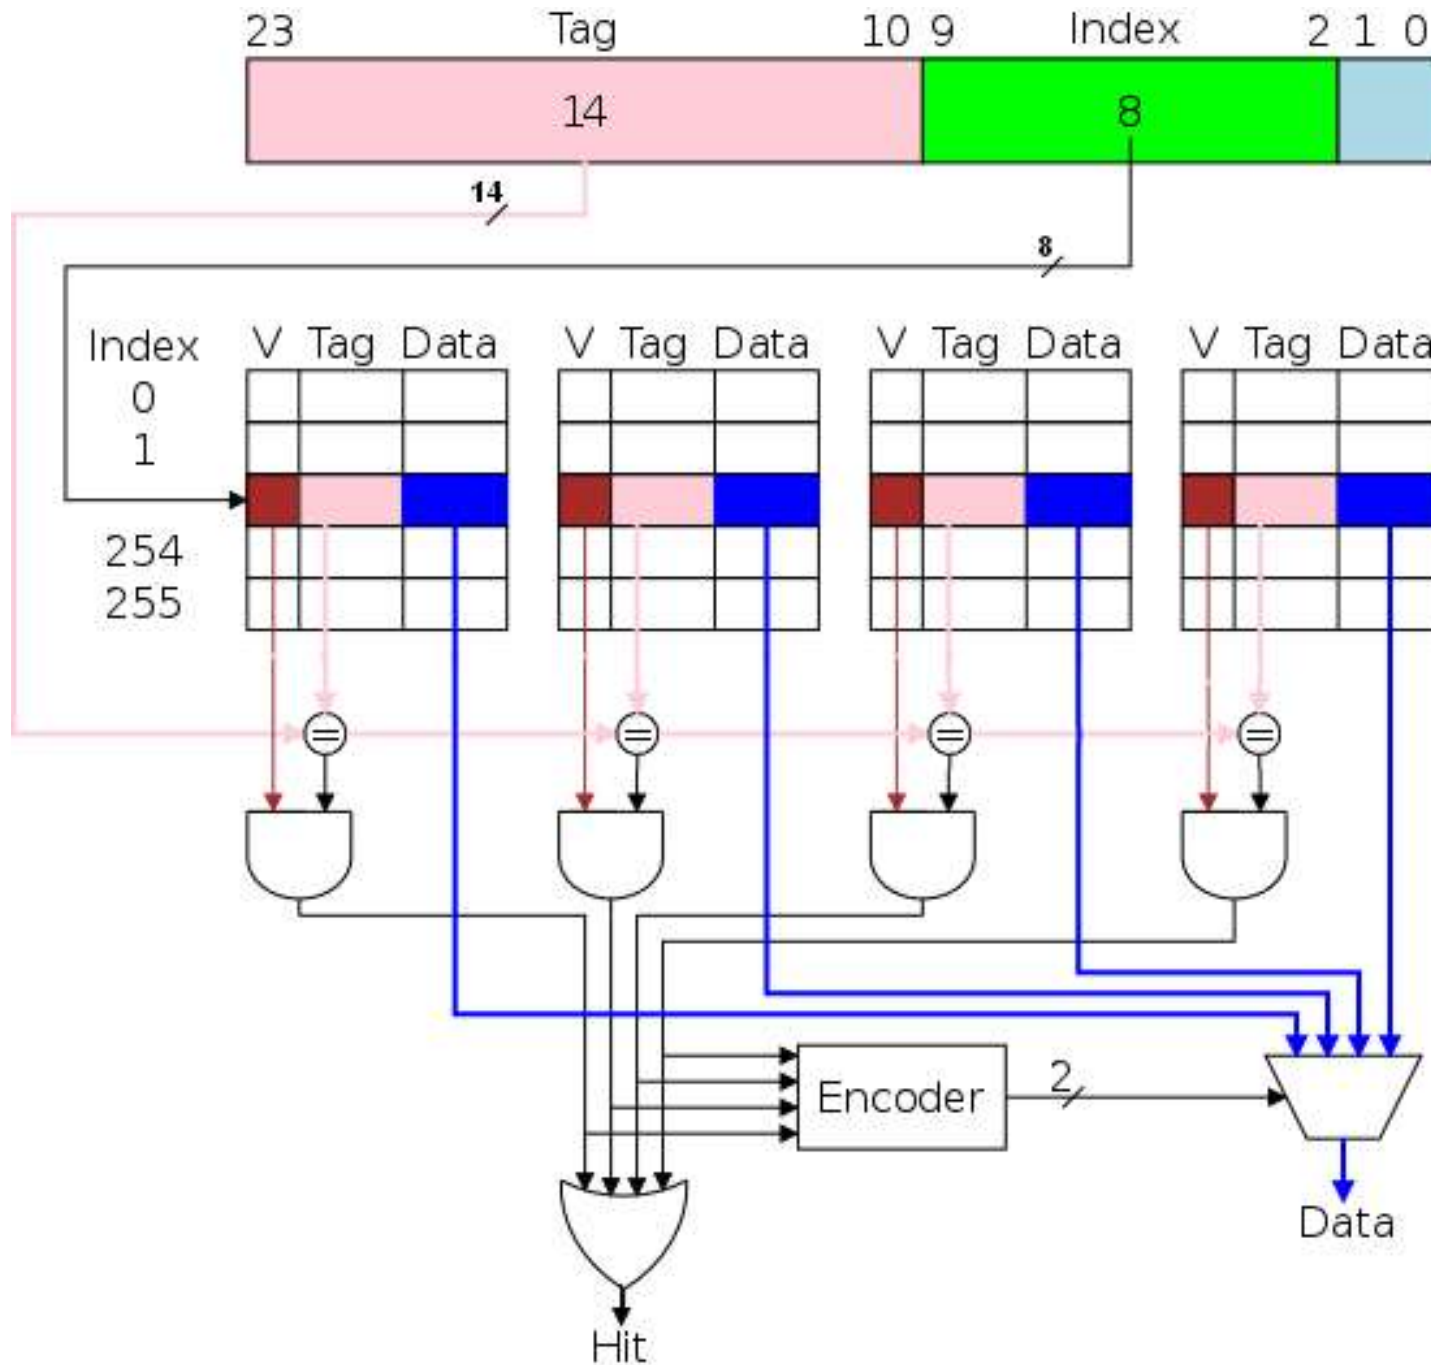 23 Tag 10 9 Index 2 1 0
14 8
14
8
Index V Tag Data V Tag Data V Tag Data V Tag Data
0
1
254
255
= = = =
Encoder 2
Data
Hit